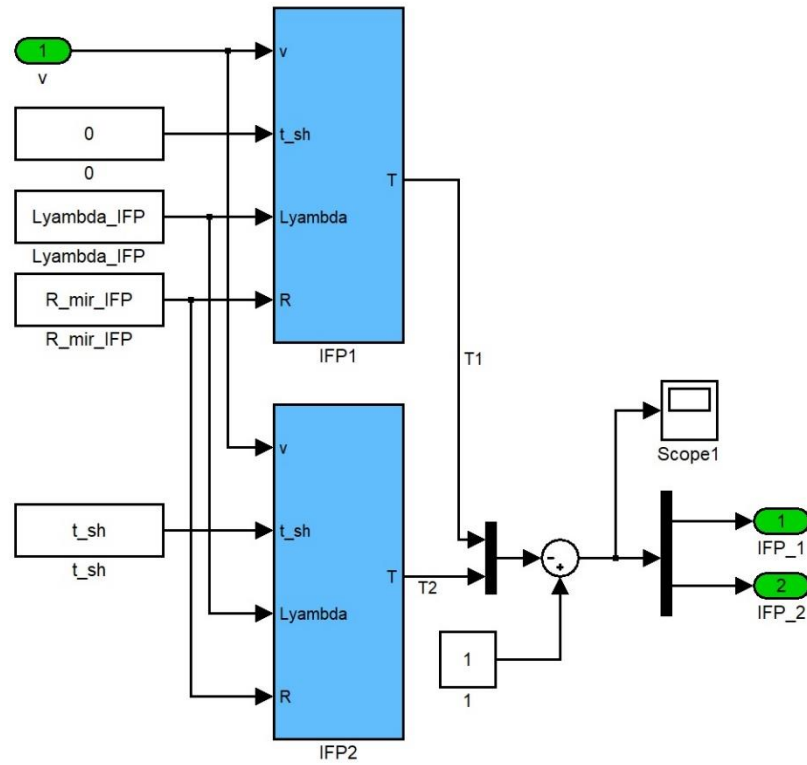 1
v
v
0
0
t_sh
T
Lyambda_IFP
Lyambda_IFP
Lyambda
R_mir_IFP
R_mir_IFP
R
IFP1
T1
v
t_sh
t_sh
t_sh
T
T2
Lyambda
R
IFP2
-
+
1
1
Scope1
1
IFP_1
2
IFP_2